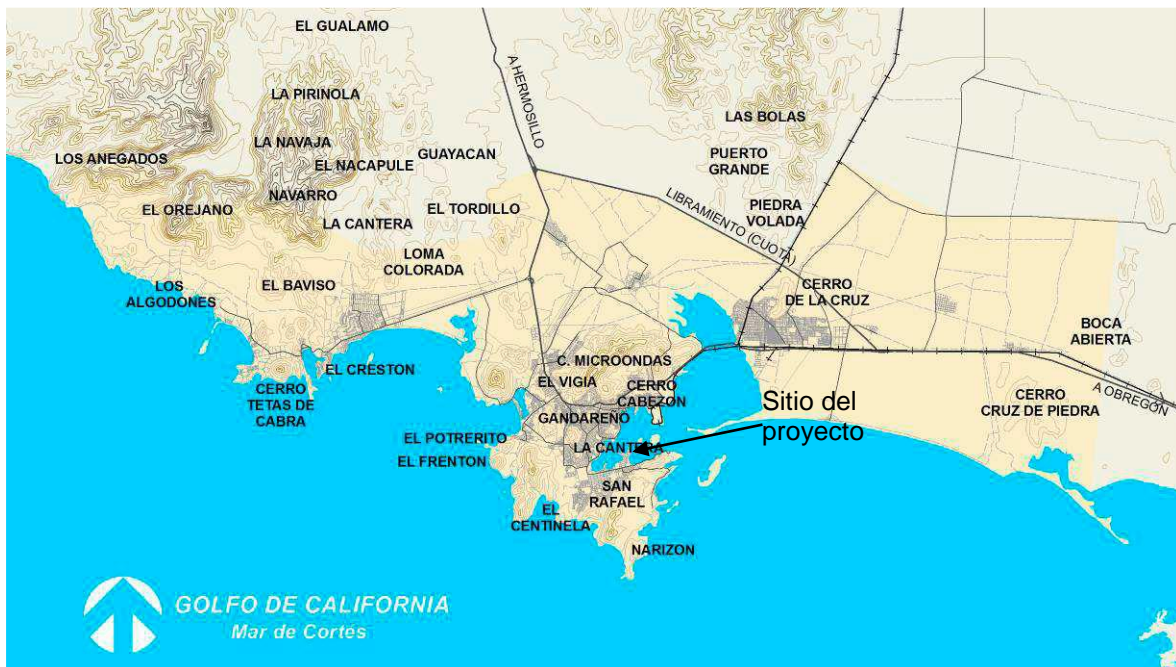 EL GUALAMO
A HERMOSILLO
LA PIRINOLA
LAS BOLAS
LA NAVAJA
LOS ANEGADOS
EL NACAPULE
GUAYACAN
PUERTO
GRANDE
NAVARRO
EL OREJANO
EL TORDILLO
LIBRAMIENTO (CUOTA)
PIEDRA
VOLADA
LA CANTERA
LOMA
COLORADA
LOS
ALGODONES
EL BAVISO
CERRO
DE LA CRUZ
BOCA
ABIERTA
C. MICROONDAS
EL CRESTON
EL VIGIA
CERRO
CABEZON
CERRO
TETAS DE
CABRA
A OBREGÓN
CERRO
CRUZ DE PIEDRA
Sitio del
proyecto
GANDAREÑO
EL POTRERITO
LA CANTERA
EL FRENTON
SAN
RAFAEL
EL
CENTINELA
NARIZON
GOLFO DE CALIFORNIA
Mar de Cortés